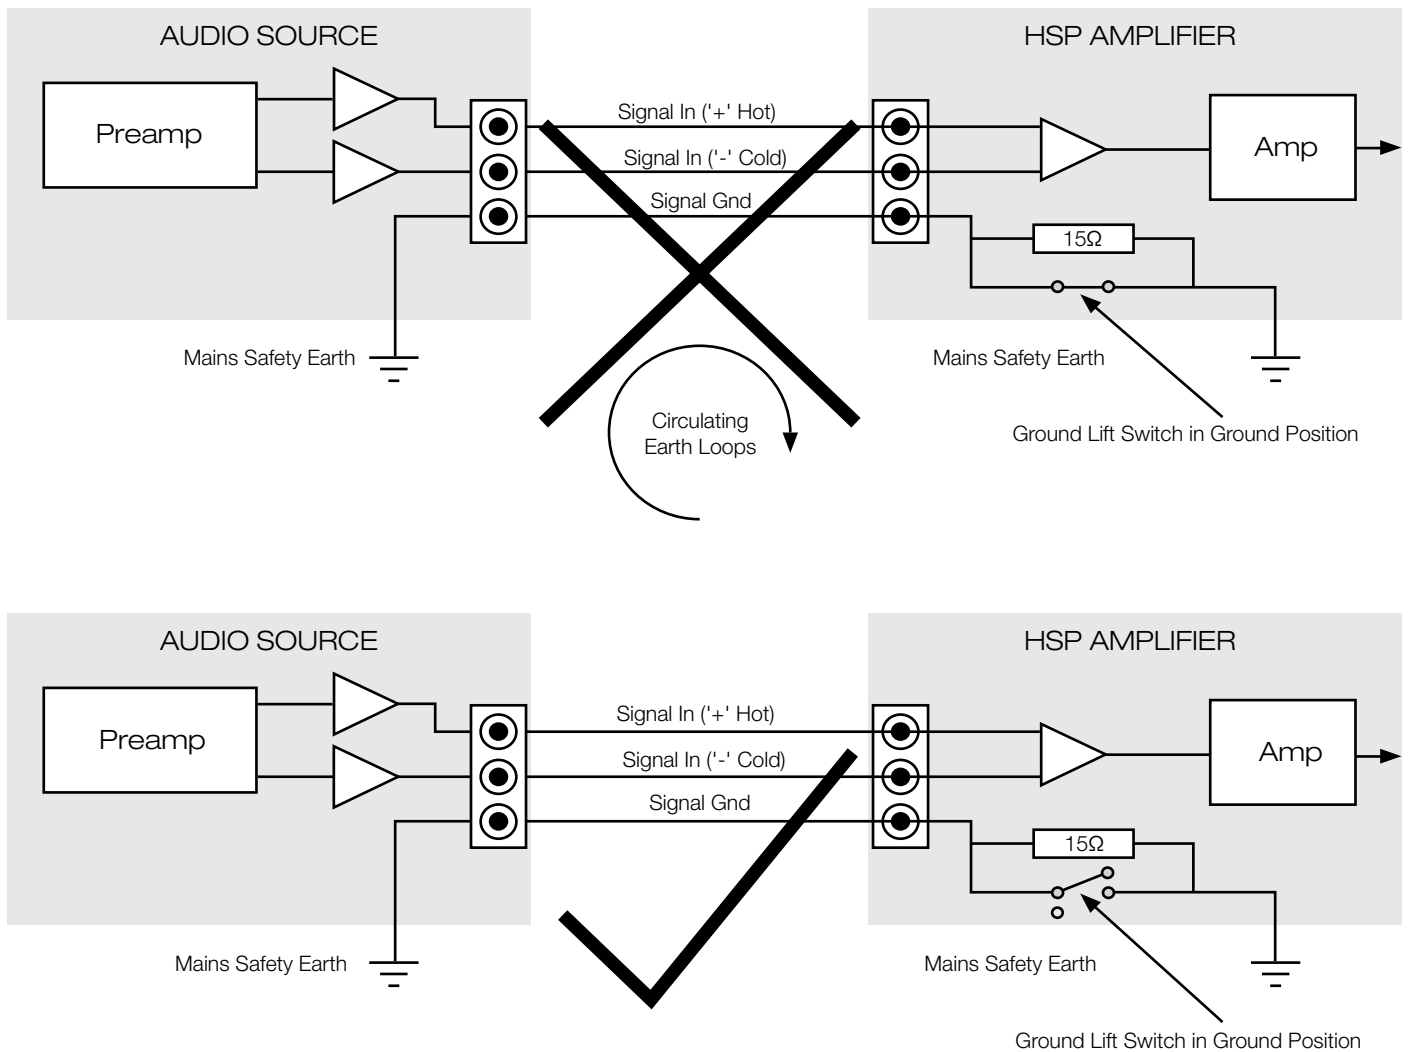 AUDIO SOURCE
HSP AMPLIFIER
Preamp
Signal In ('+' Hot)
Signal In ('-' Cold)
Signal Gnd
Amp
15Ω
Mains Safety Earth
Mains Safety Earth
Circulating
Earth Loops
Ground Lift Switch in Ground Position
AUDIO SOURCE
HSP AMPLIFIER
Preamp
Signal In ('+' Hot)
Signal In ('-' Cold)
Signal Gnd
Amp
15Ω
Mains Safety Earth
Mains Safety Earth
Ground Lift Switch in Ground Position